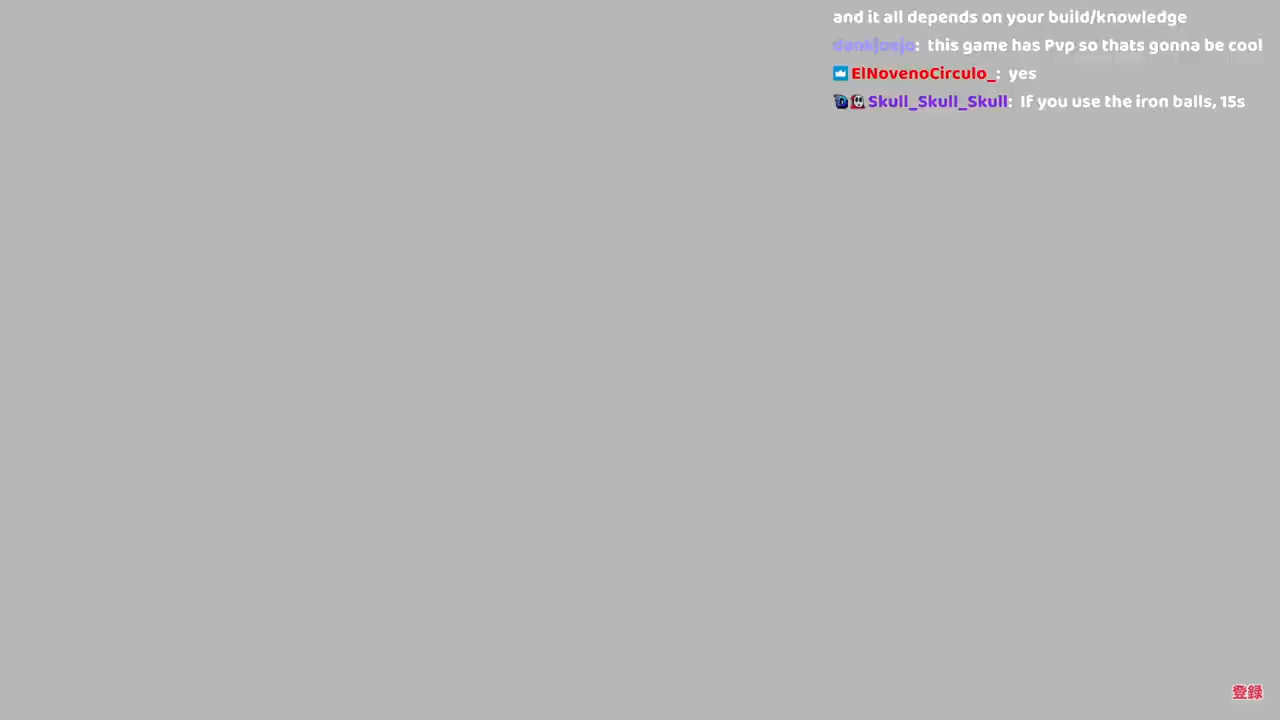 and it all depends on your build/knowledge
: this game has Pvp so thats gonna be cool
ElNovenoCirculo_: yes
Skull_Skull_Skull: If you use the iron balls, 15s
登録